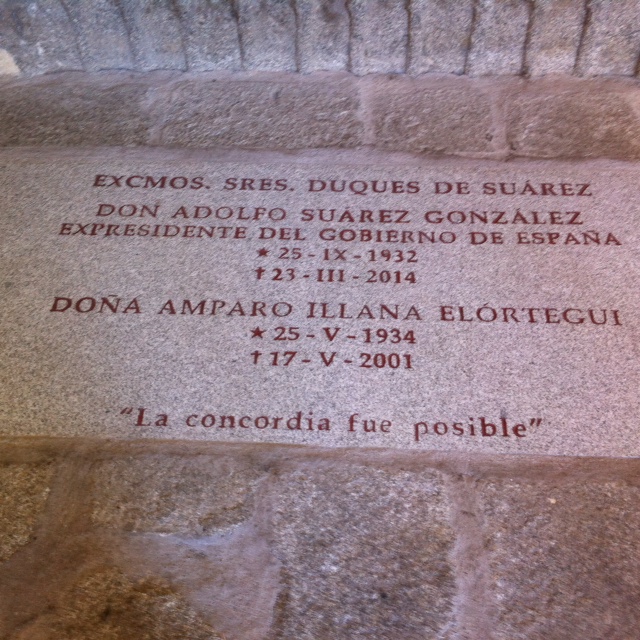 EXCMOS. SRES. DUQUES DE SUÁREZ
DON ADOLFO SUÁREZ GONZÁLEZ
EXPRESIDENTE DEL GOBIERNO DE ESPAÑA
★ 25 - IX - 1932
† 23 - III - 2014
DOÑA AMPARO ILLANA ELÓRTEGUI
★ 25 - V - 1934
† 17 - V - 2001
"La concordia fue posible"